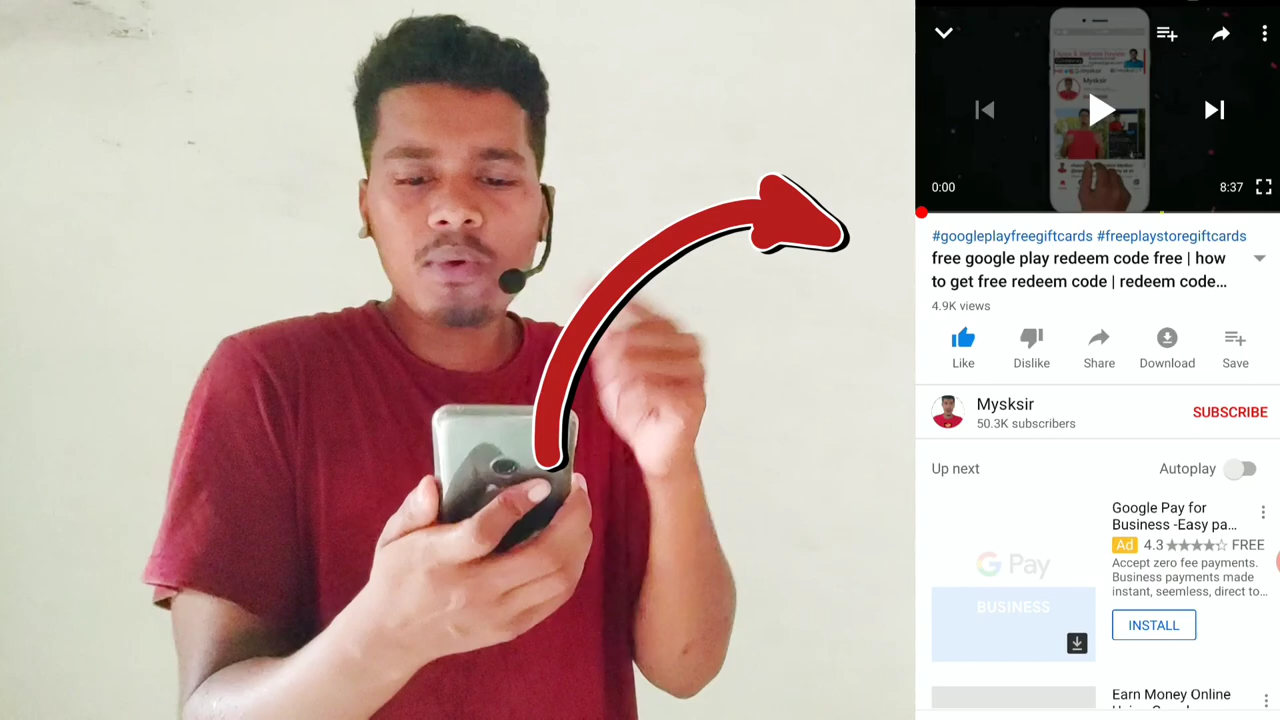 Mysksir
0:00
8:37
#googleplayfreegiftcards #freeplaystoregiftcards
free google play redeem code free | how
to get free redeem code | redeem code...
4.9K views
Like
Dislike
Share
Download
Save
Mysksir
50.3K subscribers
SUBSCRIBE
Up next
Autoplay
G Pay
BUSINESS
Google Pay for
Business -Easy pa...
Ad 4.3 FREE
Accept zero fee payments.
Business payments made
instant, seemless, direct to...
INSTALL
Earn Money Online